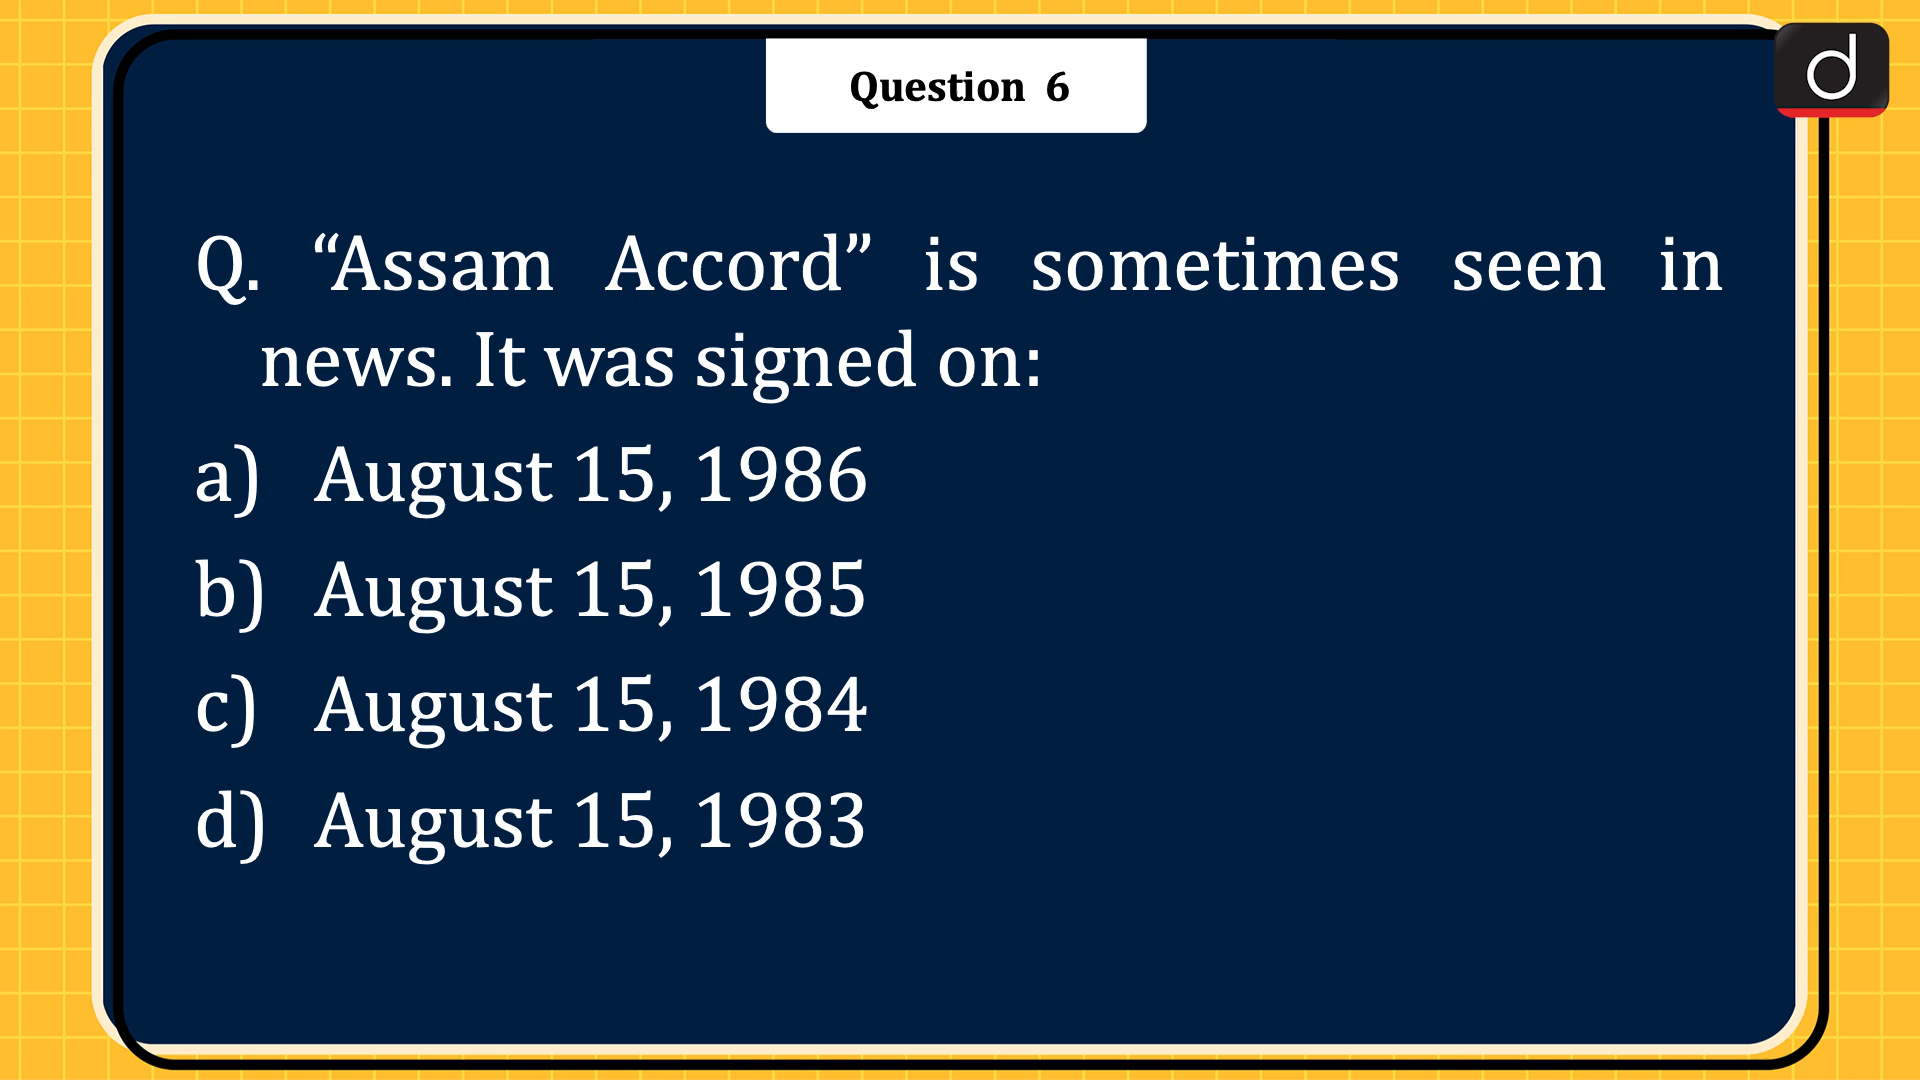 Question 6
d
Q. “Assam Accord” is sometimes seen in
news. It was signed on:
a) August 15, 1986
b) August 15, 1985
c) August 15, 1984
d) August 15, 1983